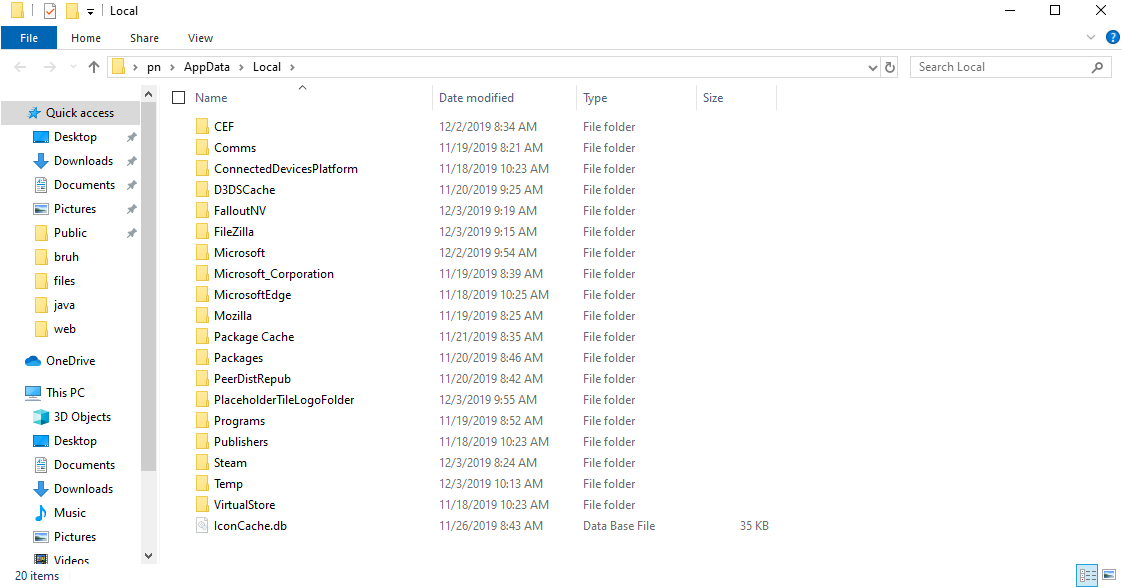 Local
File Home Share View
pn AppData Local Search Local
Name Date modified Type Size
Quick access
Desktop
Downloads
Documents
Pictures
Public
bruh
files
java
web
OneDrive
This PC
3D Objects
Desktop
Documents
Downloads
Music
Pictures
Videos
CEF 12/2/2019 8:34 AM File folder
Comms 11/19/2019 8:21 AM File folder
ConnectedDevicesPlatform 11/18/2019 10:23 AM File folder
D3DSCache 11/20/2019 9:25 AM File folder
FalloutNV 12/3/2019 9:19 AM File folder
FileZilla 12/3/2019 9:15 AM File folder
Microsoft 12/2/2019 9:54 AM File folder
Microsoft_Corporation 11/19/2019 8:39 AM File folder
MicrosoftEdge 11/18/2019 10:25 AM File folder
Mozilla 11/19/2019 8:25 AM File folder
Package Cache 11/21/2019 8:35 AM File folder
Packages 11/20/2019 8:46 AM File folder
PeerDistRepub 11/20/2019 8:42 AM File folder
PlaceholderTileLogoFolder 12/3/2019 9:55 AM File folder
Programs 11/19/2019 8:52 AM File folder
Publishers 11/18/2019 10:23 AM File folder
Steam 12/3/2019 8:24 AM File folder
Temp 12/3/2019 10:13 AM File folder
VirtualStore 11/18/2019 10:23 AM File folder
IconCache.db 11/26/2019 8:43 AM Data Base File 35 KB
20 items